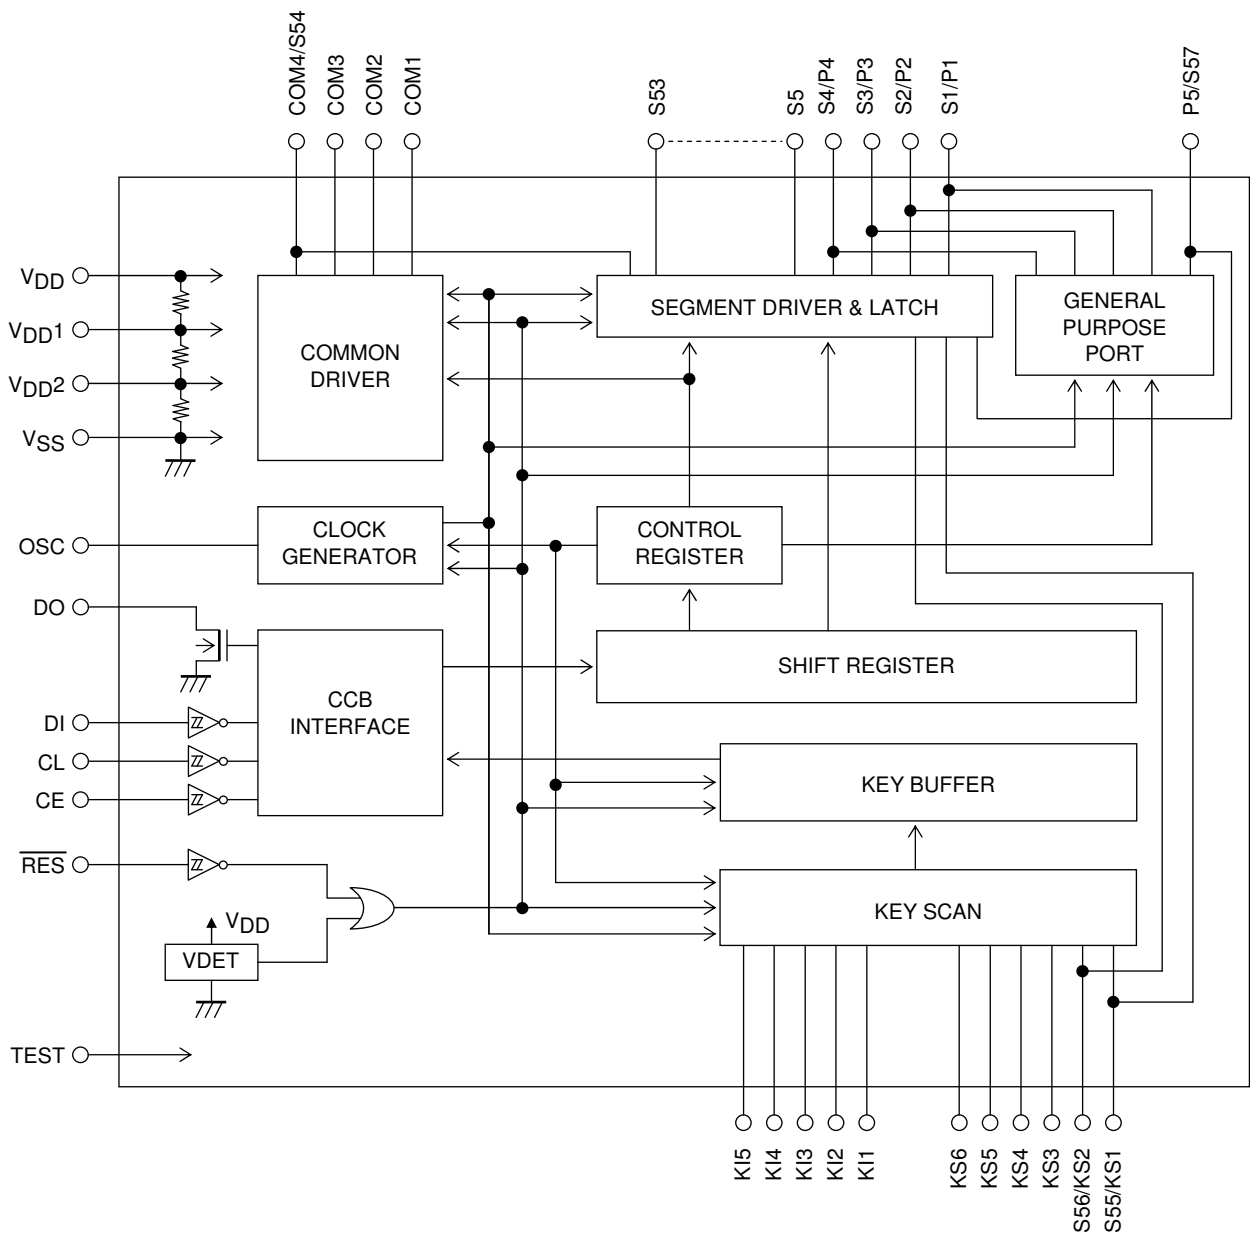 COM4/S54
COM3
COM2
COM1
S53
S5
S4/P4
S3/P3
S2/P2
S1/P1
P5/S57
VDD
VDD1
VDD2
VSS
COMMON
DRIVER
SEGMENT DRIVER & LATCH
GENERAL
PURPOSE
PORT
OSC
CLOCK
GENERATOR
CONTROL
REGISTER
DO
CCB
INTERFACE
SHIFT REGISTER
DI
CL
CE
KEY BUFFER
RES
KEY SCAN
VDD
VDET
TEST
KI5
KI4
KI3
KI2
KI1
KS6
KS5
KS4
KS3
S56/KS2
S55/KS1